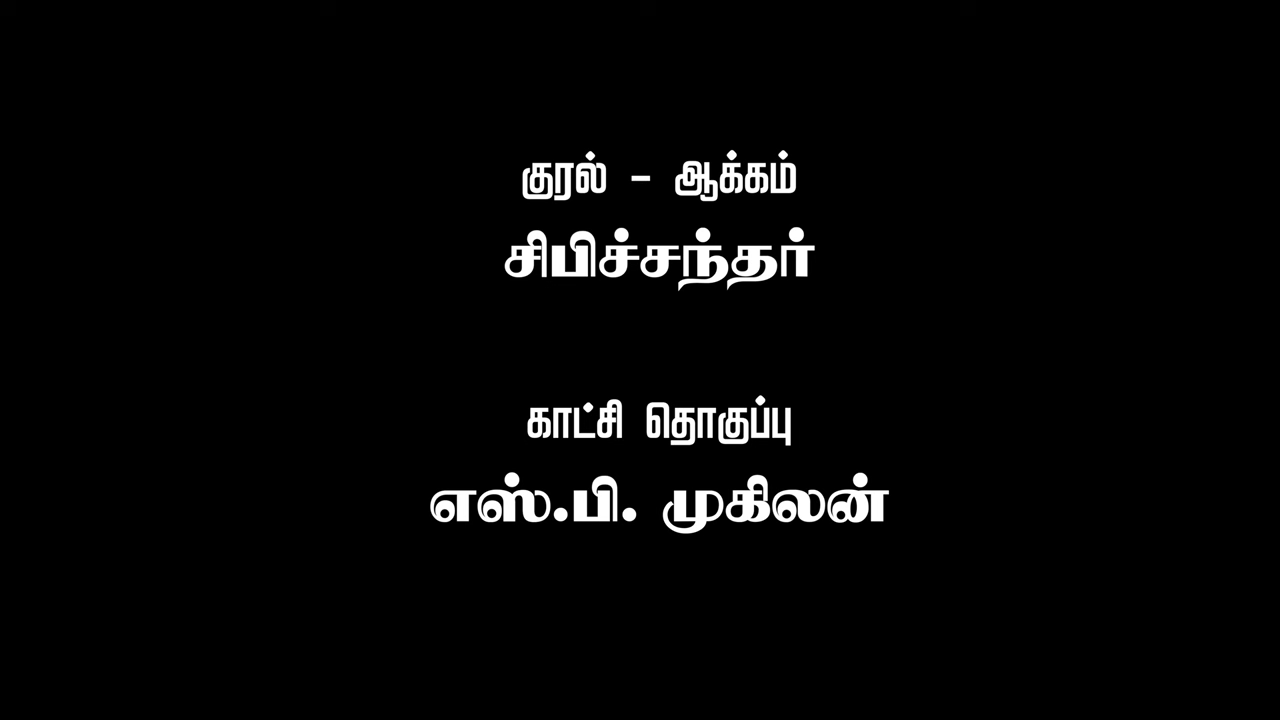 குரல் - ஆக்கம்
சிபிச்சந்தர்
காட்சி தொகுப்பு
எஸ்.பி. முகிலன்